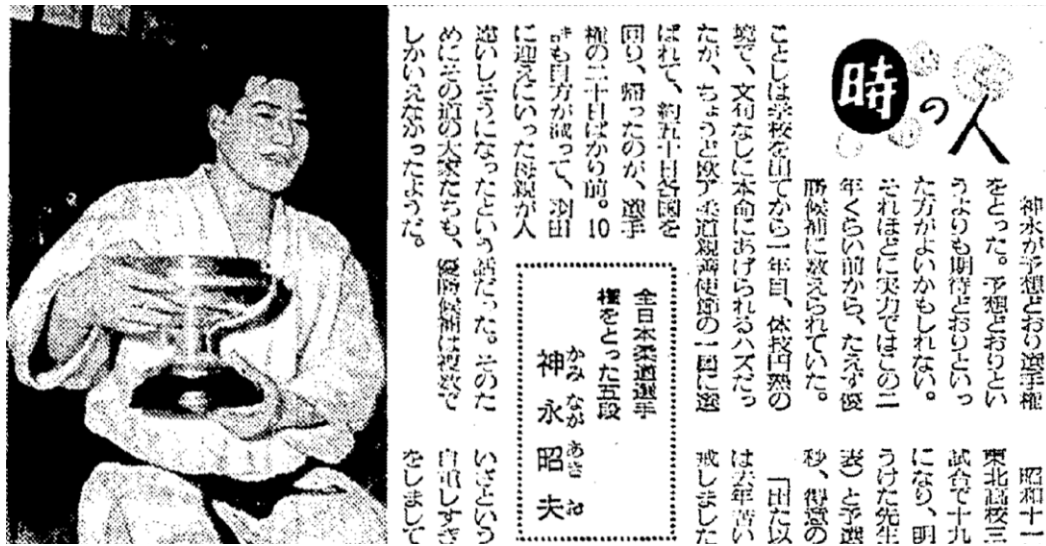 時の人
神永が予想どおり選手権
をとった。予想どおりとい
うよりも期待どおりといっ
た方がよいかもしれない。
それほどに実力ではこの二
年くらい前から、たえず優
勝候補に数えられていた。
ことしは学校を出てから一年目、体技円熟の
境で、文句なしに本命にあげられるハズだっ
たが、ちょうど欧ア柔道親善使節の一員に選
ばれて、約五十日各国を
回り、帰ったのが、選手
権の二十日ばかり前。10
も目方が減って、羽田
に迎えにいった母親が人
違いしそうになったという話だった。そのた
めにその道の大家たちも、優勝候補は複数で
しかいえなかったようだ。
全日本柔道選手
権をとった五段
かみ なが あき お
神永昭夫
昭和十一
東北高校三
試合で十九
になり、明
うけた先生
表）と予選
秒、得意の
「出た以
は去年苦い
戒しました
いさという
自重しすぎ
をしまして